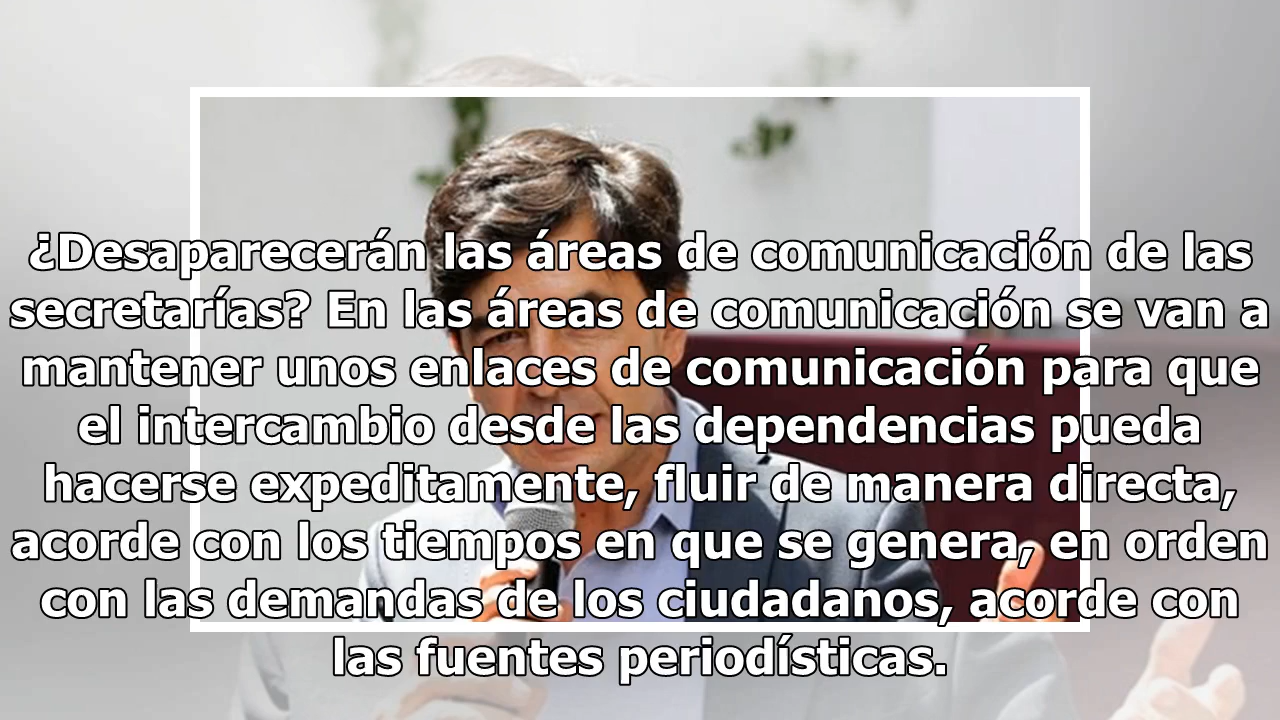 ¿Desaparecerán las áreas de comunicación de las
secretarías? En las áreas de comunicación se van a
mantener unos enlaces de comunicación para que
el intercambio desde las dependencias pueda
hacerse expeditamente, fluir de manera directa,
acorde con los tiempos en que se genera, en orden
con las demandas de los ciudadanos, acorde con
las fuentes periodísticas.